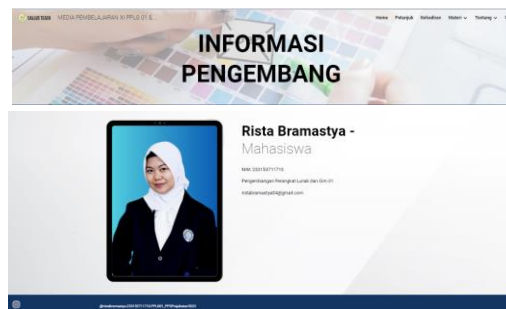 MEDIA PEMBELAJARAN XI PPLG 01 &...
Home Petunjuk Kehadiran Materi Tentang
INFORMASI
PENGEMBANG
Rista Bramastya -
Mahasiswa
Pengembangan Perangkat Lunak dan Gim 01